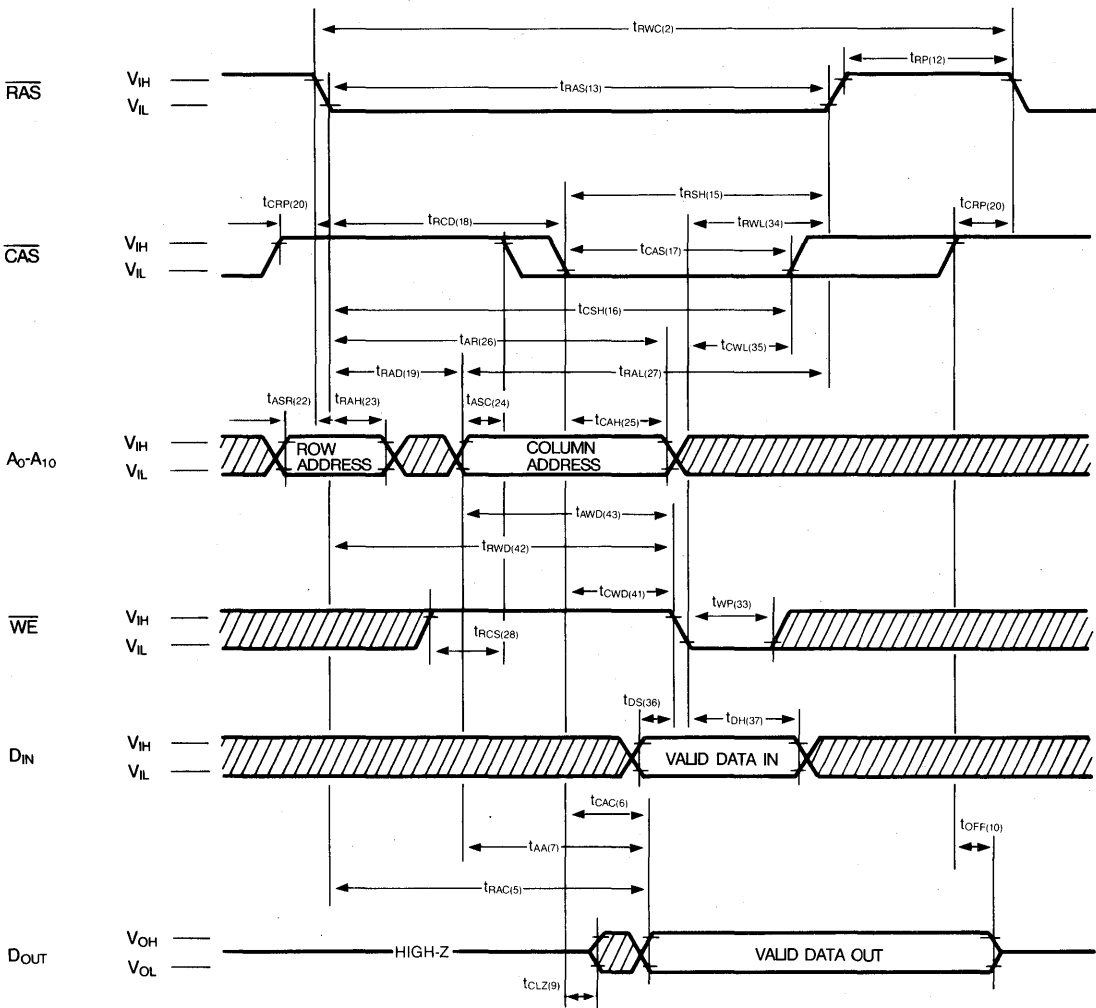 tRWC(2)
tRP(12)
RAS
VIH
VIL
tRAS(13)
tRSH(15)
tCRP(20)
tRCD(18)
tRWL(34)
tCRP(20)
CAS
VIH
VIL
tCAS(17)
tCSH(16)
tAR(26)
tCWL(35)
tRAD(19)
tRAL(27)
tASR(22)
tRAH(23)
tASC(24)
tCAH(25)
A0-A10
VIH
VIL
ROW
ADDRESS
COLUMN
ADDRESS
tAWD(43)
tRWD(42)
tCWD(41)
tWP(33)
WE
VIH
VIL
tRCS(28)
tDS(36)
tDH(37)
DIN
VIH
VIL
VALID DATA IN
tCAC(6)
tOFF(10)
tAA(7)
tRAC(5)
DOUT
VOH
VOL
HIGH-Z
VALID DATA OUT
tCLZ(9)